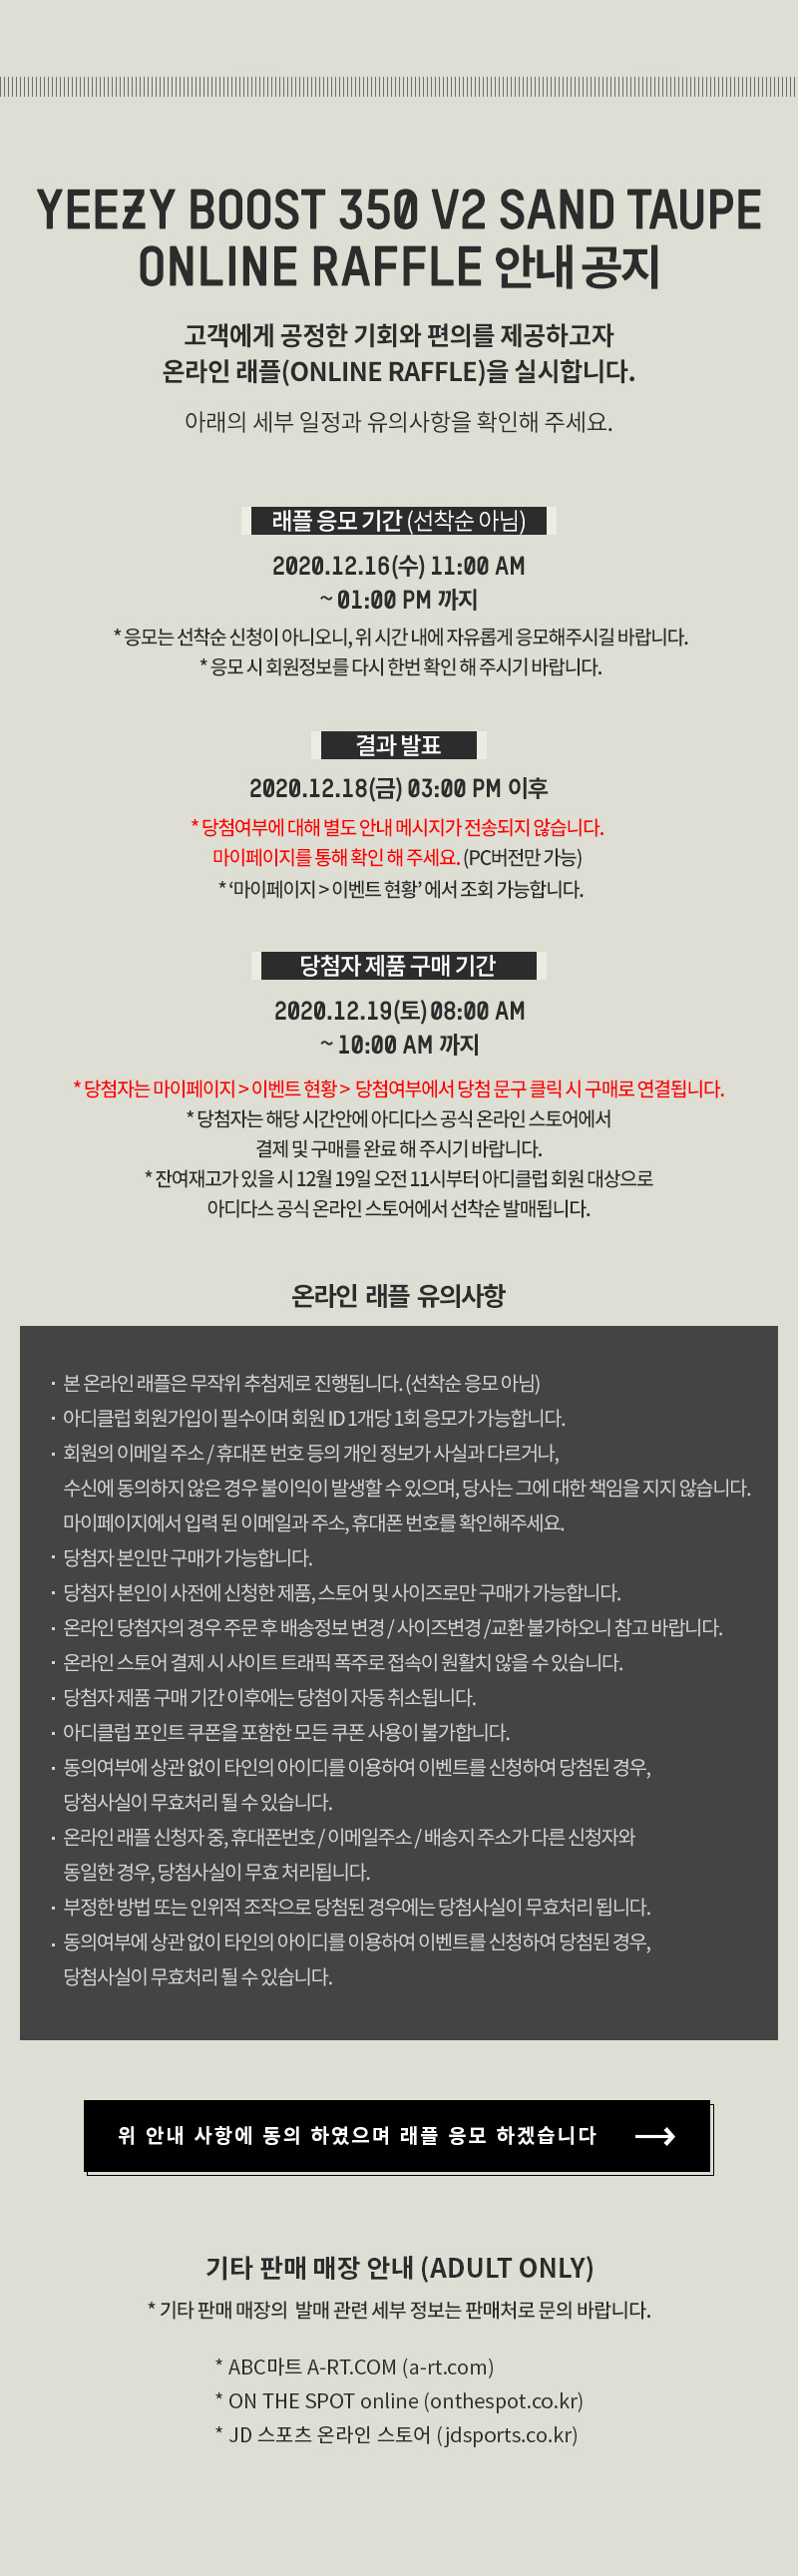 YEEZY BOOST 350 V2 SAND TAUPE
ONLINE RAFFLE 안내 공지
고객에게 공정한 기회와 편의를 제공하고자
온라인 래플(ONLINE RAFFLE)을 실시합니다.
아래의 세부 일정과 유의사항을 확인해 주세요.
래플 응모 기간 (선착순 아님)
2020.12.16(수) 11:00 AM
~ 01:00 PM 까지
* 응모는 선착순 신청이 아니오니, 위 시간 내에 자유롭게 응모해주시길 바랍니다.
* 응모 시 회원정보를 다시 한번 확인 해 주시기 바랍니다.
결과 발표
2020.12.18(금) 03:00 PM 이후
* 당첨여부에 대해 별도 안내 메시지가 전송되지 않습니다.
마이페이지를 통해 확인 해 주세요. (PC버전만 가능)
* ‘마이페이지 > 이벤트 현황’ 에서 조회 가능합니다.
당첨자 제품 구매 기간
2020.12.19(토) 08:00 AM
~ 10:00 AM 까지
* 당첨자는 마이페이지 > 이벤트 현황 > 당첨여부에서 당첨 문구 클릭 시 구매로 연결됩니다.
* 당첨자는 해당 시간안에 아디다스 공식 온라인 스토어에서
결제 및 구매를 완료 해 주시기 바랍니다.
* 잔여재고가 있을 시 12월 19일 오전 11시부터 아디클럽 회원 대상으로
아디다스 공식 온라인 스토어에서 선착순 발매됩니다.
온라인 래플 유의사항
· 본 온라인 래플은 무작위 추첨제로 진행됩니다. (선착순 응모 아님)
· 아디클럽 회원가입이 필수이며 회원 ID 1개당 1회 응모가 가능합니다.
· 회원의 이메일 주소 / 휴대폰 번호 등의 개인 정보가 사실과 다르거나,
수신에 동의하지 않은 경우 불이익이 발생할 수 있으며, 당사는 그에 대한 책임을 지지 않습니다.
마이페이지에서 입력 된 이메일과 주소, 휴대폰 번호를 확인해주세요.
· 당첨자 본인만 구매가 가능합니다.
· 당첨자 본인이 사전에 신청한 제품, 스토어 및 사이즈로만 구매가 가능합니다.
· 온라인 당첨자의 경우 주문 후 배송정보 변경 / 사이즈변경 /교환 불가하오니 참고 바랍니다.
· 온라인 스토어 결제 시 사이트 트래픽 폭주로 접속이 원활치 않을 수 있습니다.
· 당첨자 제품 구매 기간 이후에는 당첨이 자동 취소됩니다.
· 아디클럽 포인트 쿠폰을 포함한 모든 쿠폰 사용이 불가합니다.
· 동의여부에 상관 없이 타인의 아이디를 이용하여 이벤트를 신청하여 당첨된 경우,
당첨사실이 무효처리 될 수 있습니다.
· 온라인 래플 신청자 중, 휴대폰번호 / 이메일주소 / 배송지 주소가 다른 신청자와
동일한 경우, 당첨사실이 무효 처리됩니다.
· 부정한 방법 또는 인위적 조작으로 당첨된 경우에는 당첨사실이 무효처리 됩니다.
· 동의여부에 상관 없이 타인의 아이디를 이용하여 이벤트를 신청하여 당첨된 경우,
당첨사실이 무효처리 될 수 있습니다.
위 안내 사항에 동의 하였으며 래플 응모 하겠습니다
기타 판매 매장 안내 (ADULT ONLY)
* 기타 판매 매장의 발매 관련 세부 정보는 판매처로 문의 바랍니다.
* ABC마트 A-RT.COM (a-rt.com)
* ON THE SPOT online (onthespot.co.kr)
* JD 스포츠 온라인 스토어 (jdsports.co.kr)